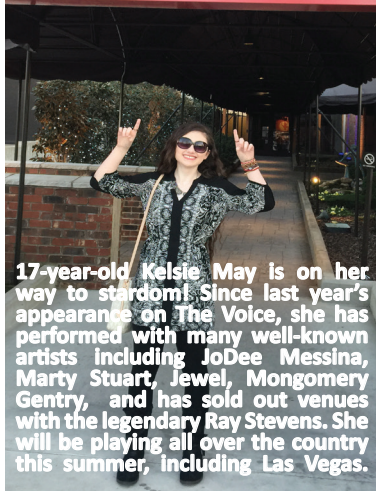 17-year-old Kelsie May is on her
way to stardom! Since last year's
appearance on The Voice, she has
performed with many well-known
artists including JoDee Messina,
Marty Stuart, Jewel, Mongomery
Gentry, and has sold out venues
with the legendary Ray Stevens. She
will be playing all over the country
this summer, including Las Vegas.